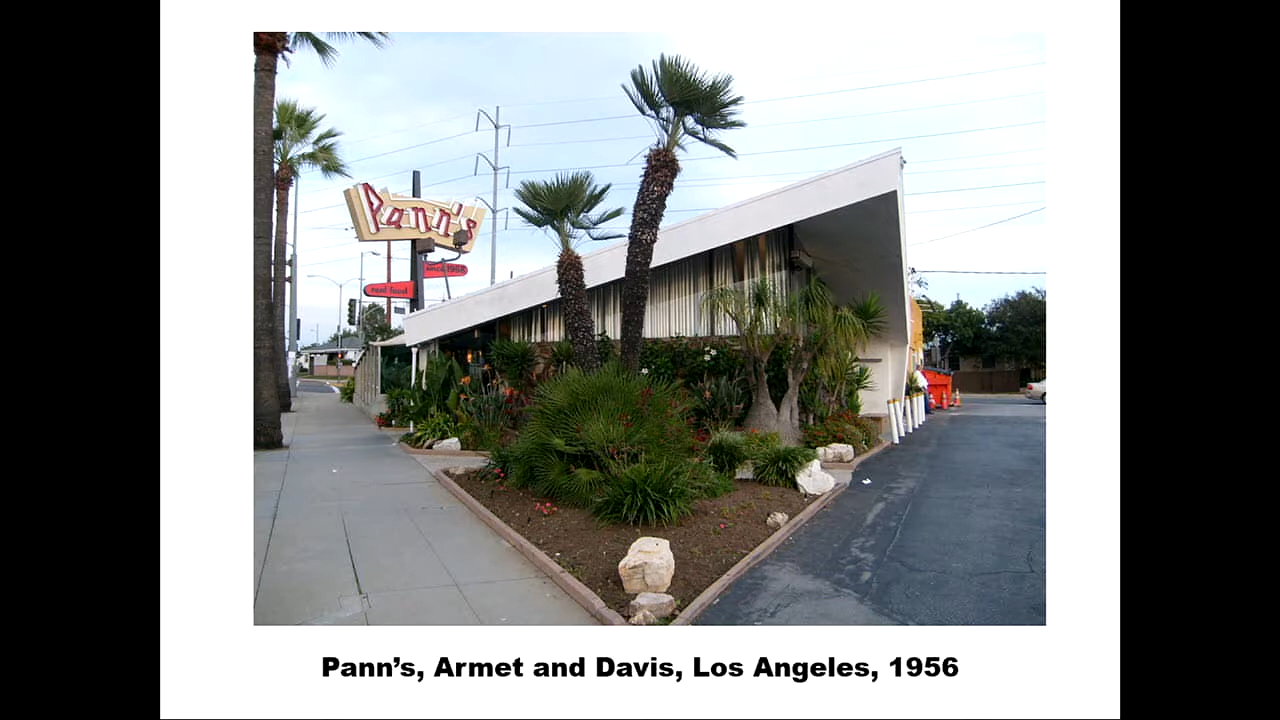 Pann's
since 1958
real food
Pann’s, Armet and Davis, Los Angeles, 1956